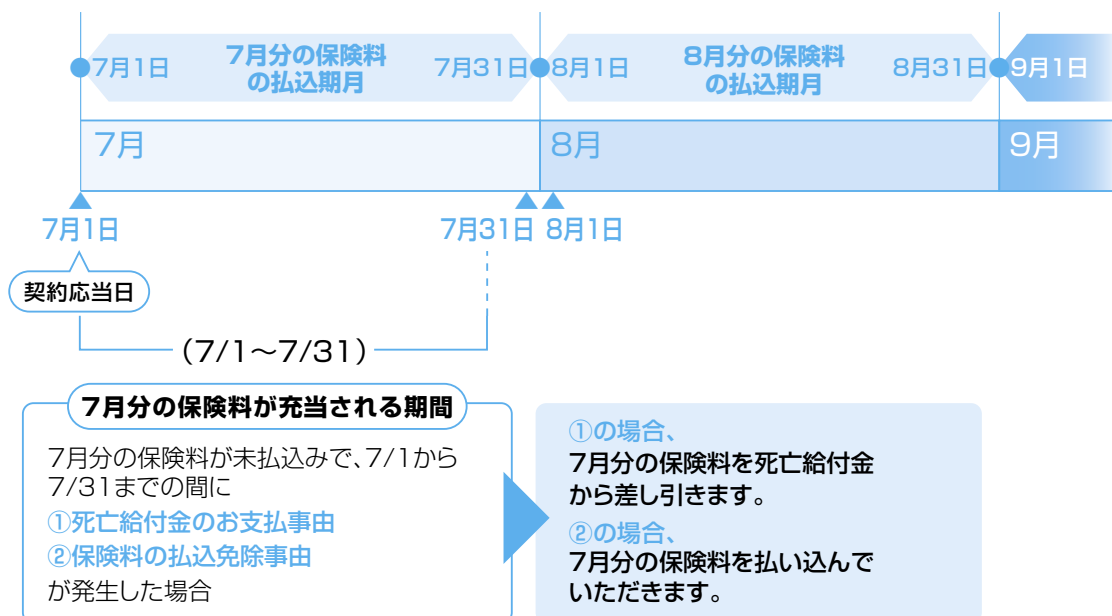 7月1日
7月分の保険料
の払込期月
7月31日
8月1日
8月分の保険料
の払込期月
8月31日
9月1日
7月
8月
9月
7月1日
7月31日
8月1日
契約応当日
（7/1～7/31）
7月分の保険料が充当される期間
7月分の保険料が未払込みで、7/1から
7/31までの間に
①死亡給付金のお支払事由
②保険料の払込免除事由
が発生した場合
①の場合、
7月分の保険料を死亡給付金
から差し引きます。
②の場合、
7月分の保険料を払い込んで
いただきます。